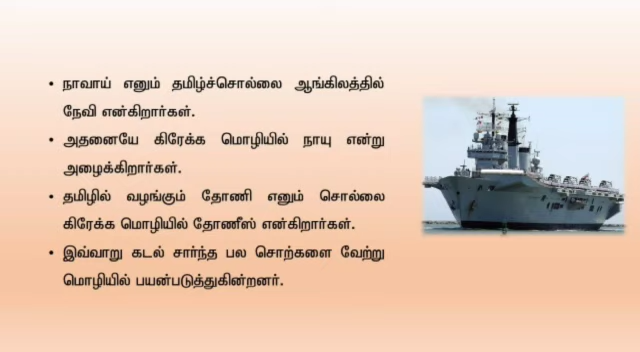 • நாவாய் எனும் தமிழ்ச்சொல்லை ஆங்கிலத்தில்
நேவி என்கிறார்கள்.
• அதனையே கிரேக்க மொழியில் நாயு என்று
அழைக்கிறார்கள்.
• தமிழில் வழங்கும் தோணி எனும் சொல்லை
கிரேக்க மொழியில் தோணீஸ் என்கிறார்கள்.
• இவ்வாறு கடல் சார்ந்த பல சொற்களை வேற்று
மொழியில் பயன்படுத்துகின்றனர்.